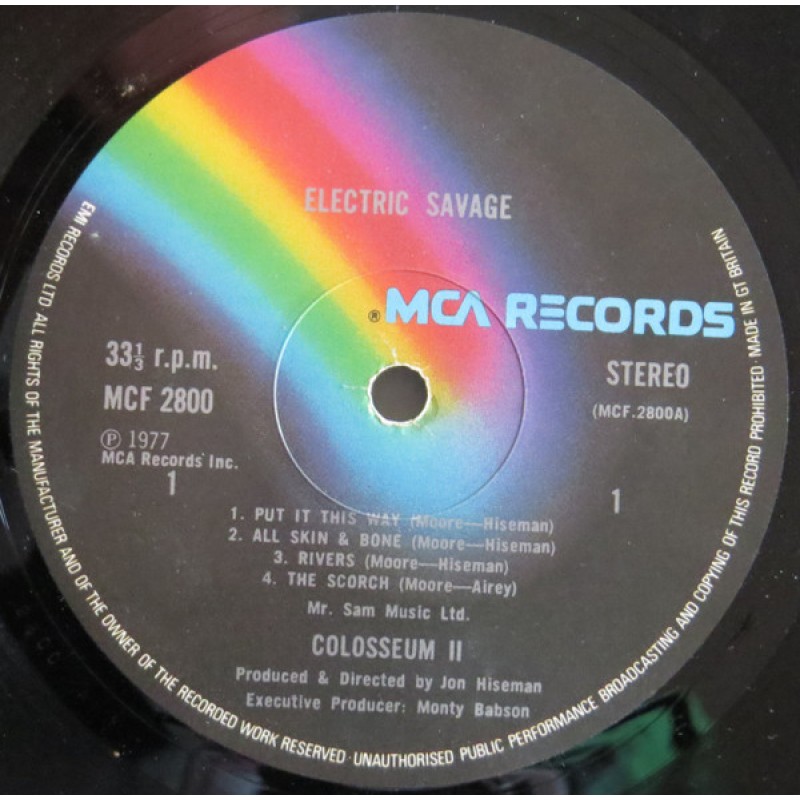 ELECTRIC SAVAGE
® MCA RECORDS
33⅓ r.p.m.
MCF 2800
STEREO
(MCF.2800A)
Ⓟ 1977
MCA Records Inc.
1
1
1. PUT IT THIS WAY (Moore—Hiseman)
2. ALL SKIN & BONE (Moore—Hiseman)
3. RIVERS (Moore—Hiseman)
4. THE SCORCH (Moore—Airey)
Mr. Sam Music Ltd.
COLOSSEUM II
Produced & Directed by Jon Hiseman
Executive Producer: Monty Babson
EMI RECORDS LTD ALL RIGHTS OF THE MANUFACTURER AND OF THE OWNER OF THE RECORDED WORK RESERVED · UNAUTHORISED PUBLIC PERFORMANCE BROADCASTING AND COPYING OF THIS RECORD PROHIBITED · MADE IN GT BRITAIN